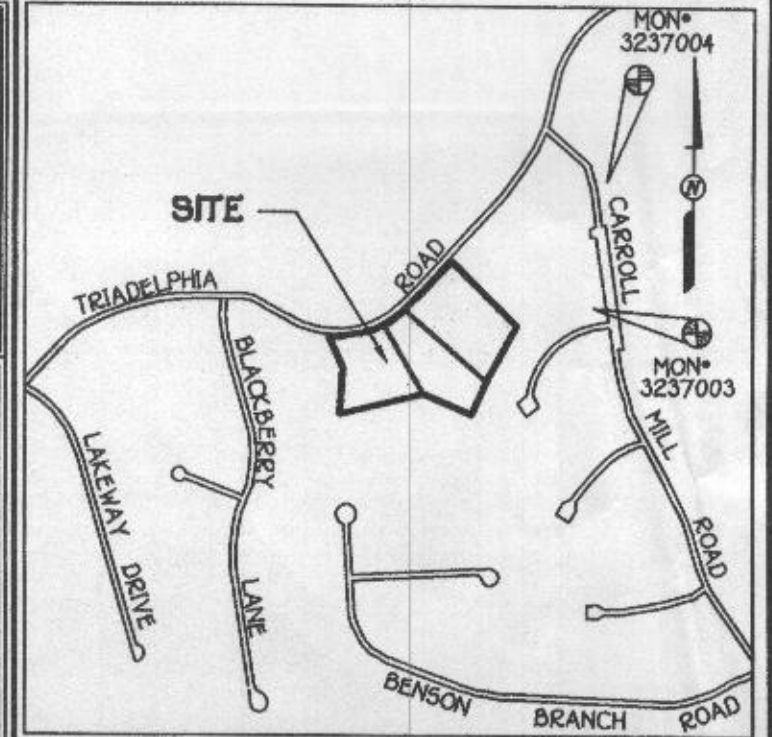 MON•
3237004
N
SITE
CARROLL
ROAD
TRIADELPHIA
BLACKBERRY
MON•
3237003
MILL
LAKEWAY
ROAD
DRIVE
LANE
BENSON
BRANCH
ROAD